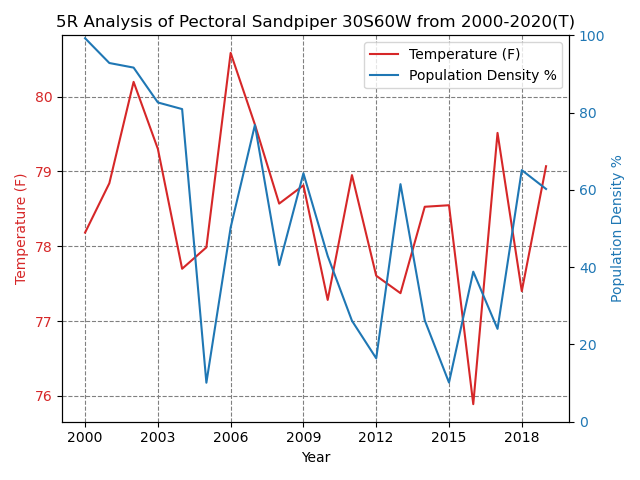 5R Analysis of Pectoral Sandpiper 30S60W from 2000-2020(T)
Temperature (F)
Population Density %
80
79
78
77
76
Temperature (F)
100
80
60
40
20
0
Population Density %
2000 2003 2006 2009 2012 2015 2018
Year